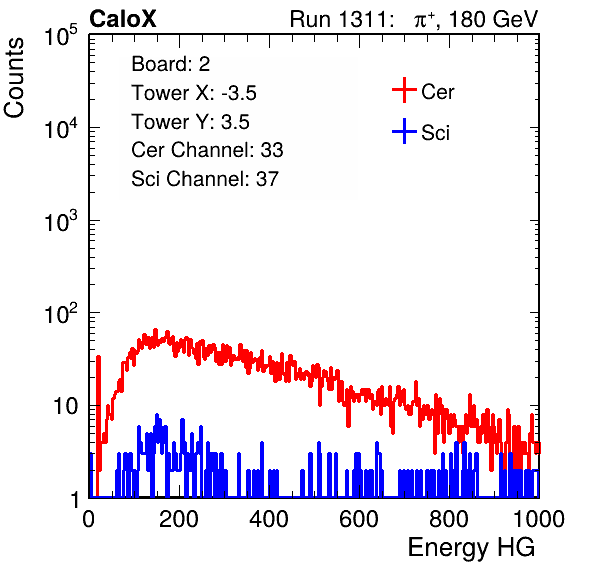 CaloX Run 1311: π⁺, 180 GeV
Counts
10⁵
10⁴
10³
10²
10
1
Board: 2
Tower X: -3.5
Tower Y: 3.5
Cer Channel: 33
Sci Channel: 37
Cer
Sci
0 200 400 600 800 1000
Energy HG